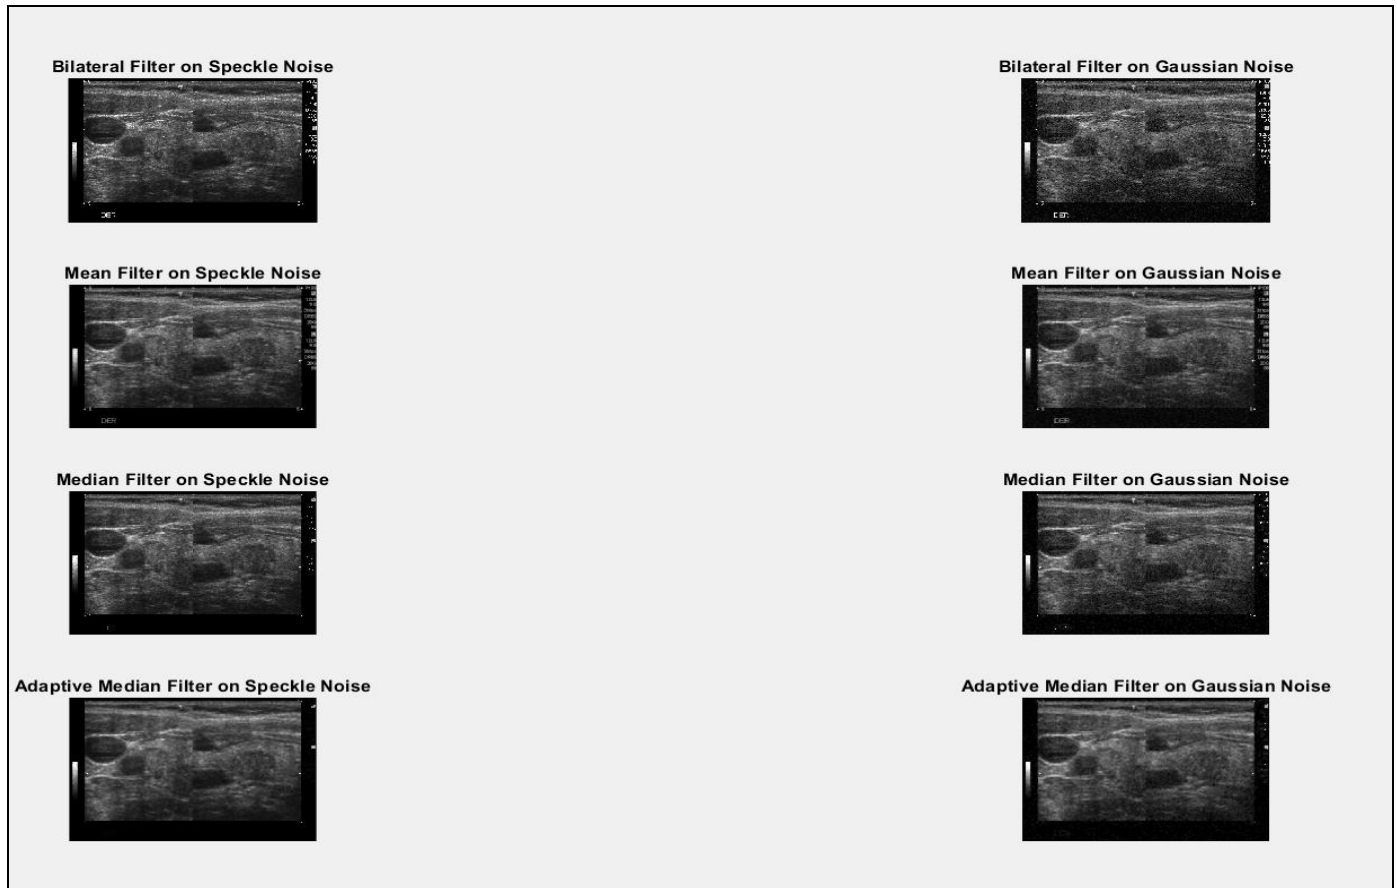 Bilateral Filter on Speckle Noise
Bilateral Filter on Gaussian Noise
Mean Filter on Speckle Noise
DER
Mean Filter on Gaussian Noise
DER
Median Filter on Speckle Noise
Median Filter on Gaussian Noise
Adaptive Median Filter on Speckle Noise
Adaptive Median Filter on Gaussian Noise